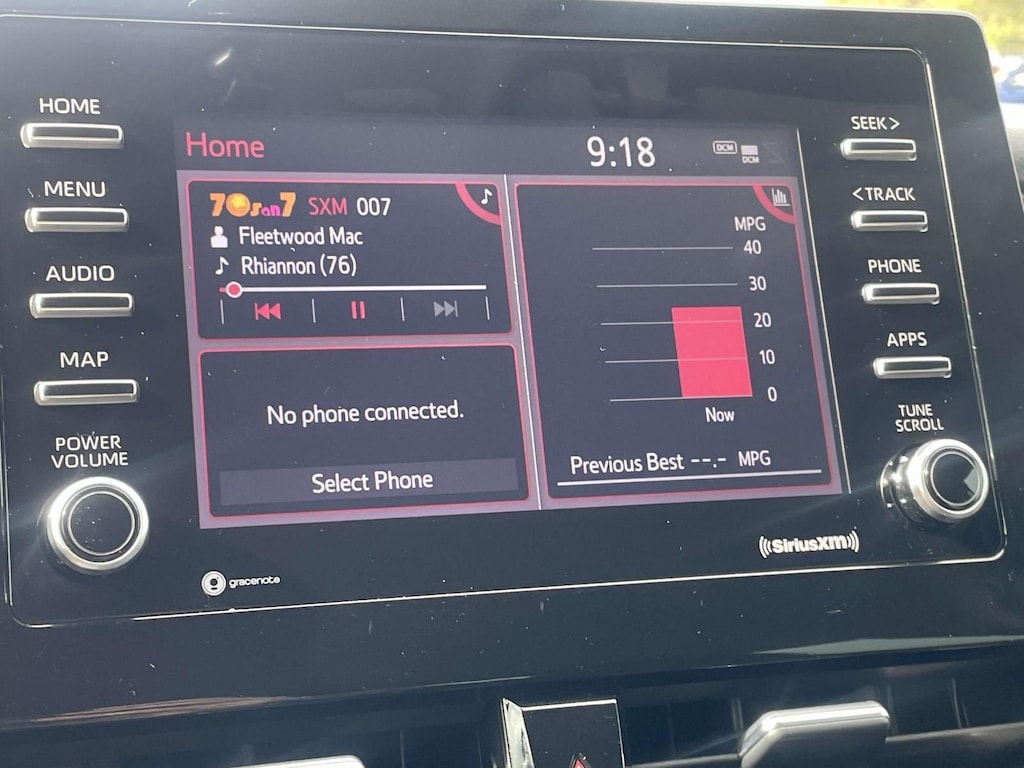 HOME
MENU
AUDIO
MAP
POWER
VOLUME
Home
9:18
DCM
DCM
70s on 7 SXM 007
Fleetwood Mac
Rhiannon (76)
No phone connected.
Select Phone
MPG
40
30
20
10
0
Now
Previous Best --.- MPG
SEEK >
< TRACK
PHONE
APPS
TUNE
SCROLL
gracenote
((SiriusXM))